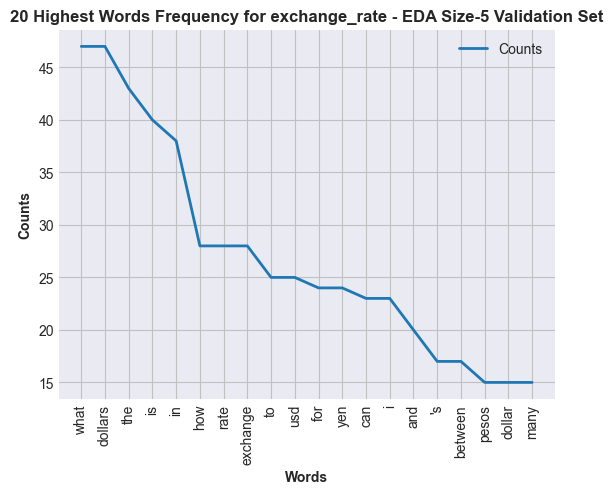 20 Highest Words Frequency for exchange_rate - EDA Size-5 Validation Set
Counts
45
40
35
30
25
20
15
Counts
what
dollars
the
is
in
how
rate
exchange
to
usd
for
yen
can
i
and
's
between
pesos
dollar
many
Words